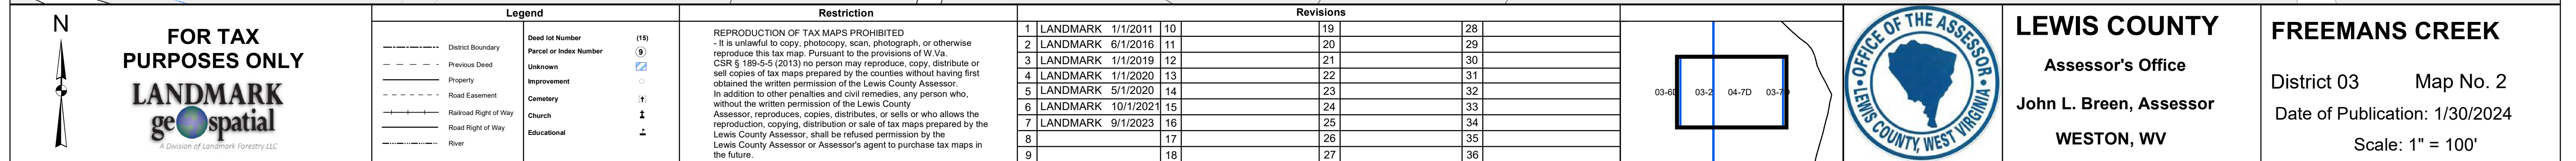 N
FOR TAX
PURPOSES ONLY
LANDMARK
geospatial
A Division of Landmark Forestry LLC
Legend
District Boundary
Previous Deed
Property
Road Easement
Railroad Right of Way
Road Right of Way
River
Deed lot Number (15)
Parcel or Index Number 9
Unknown
Improvement
Cemetery
Church
Educational
Restriction
REPRODUCTION OF TAX MAPS PROHIBITED
- It is unlawful to copy, photocopy, scan, photograph, or otherwise
reproduce this tax map. Pursuant to the provisions of W.Va.
CSR § 189-5-5 (2013) no person may reproduce, copy, distribute or
sell copies of tax maps prepared by the counties without having first
obtained the written permission of the Lewis County Assessor.
In addition to other penalties and civil remedies, any person who,
without the written permission of the Lewis County
Assessor, reproduces, copies, distributes, or sells or who allows the
reproduction, copying, distribution or sale of tax maps prepared by the
Lewis County Assessor, shall be refused permission by the
Lewis County Assessor or Assessor's agent to purchase tax maps in
the future.
Revisions
1 LANDMARK 1/1/2011 10 19 28
2 LANDMARK 6/1/2016 11 20 29
3 LANDMARK 1/1/2019 12 21 30
4 LANDMARK 1/1/2020 13 22 31
5 LANDMARK 5/1/2020 14 23 32
6 LANDMARK 10/1/2021 15 24 33
7 LANDMARK 9/1/2023 16 25 34
8 17 26 35
9 18 27 36
03-6D 03-2 04-7D 03-7D
OFFICE OF THE ASSESSOR
LEWIS COUNTY, WEST VIRGINIA
LEWIS COUNTY
Assessor's Office
John L. Breen, Assessor
WESTON, WV
FREEMANS CREEK
District 03 Map No. 2
Date of Publication: 1/30/2024
Scale: 1" = 100'